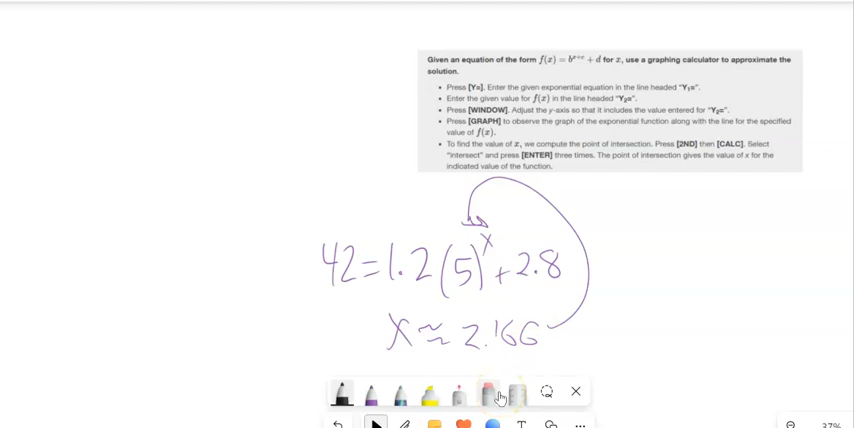 Given an equation of the form f(x) = b^{x+c} + d for x, use a graphing calculator to approximate the
solution.
• Press [Y=]. Enter the given exponential equation in the line headed "Y₁=".
• Enter the given value for f(x) in the line headed "Y₂=".
• Press [WINDOW]. Adjust the y-axis so that it includes the value entered for "Y₂=".
• Press [GRAPH] to observe the graph of the exponential function along with the line for the specified
value of f(x).
• To find the value of x, we compute the point of intersection. Press [2ND] then [CALC]. Select
"intersect" and press [ENTER] three times. The point of intersection gives the value of x for the
indicated value of the function.
42 = 1.2(5)^x + 2.8
x ≈ 2.166
T
37%